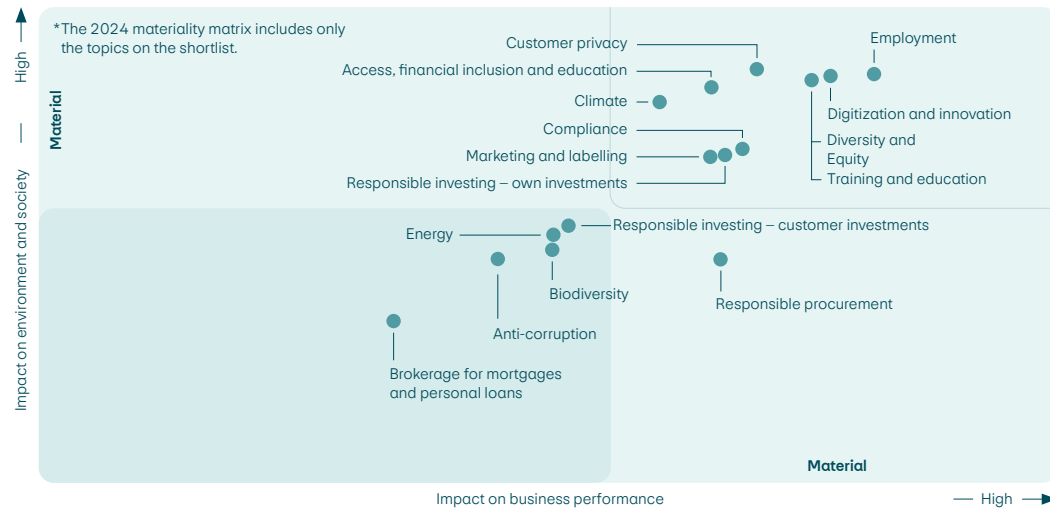 *The 2024 materiality matrix includes only
the topics on the shortlist.
High
Material
Impact on environment and society
Customer privacy
Access, financial inclusion and education
Climate
Compliance
Marketing and labelling
Responsible investing – own investments
Employment
Digitization and innovation
Diversity and
Equity
Training and education
Energy
Responsible investing – customer investments
Biodiversity
Responsible procurement
Anti-corruption
Brokerage for mortgages
and personal loans
Material
Impact on business performance
High